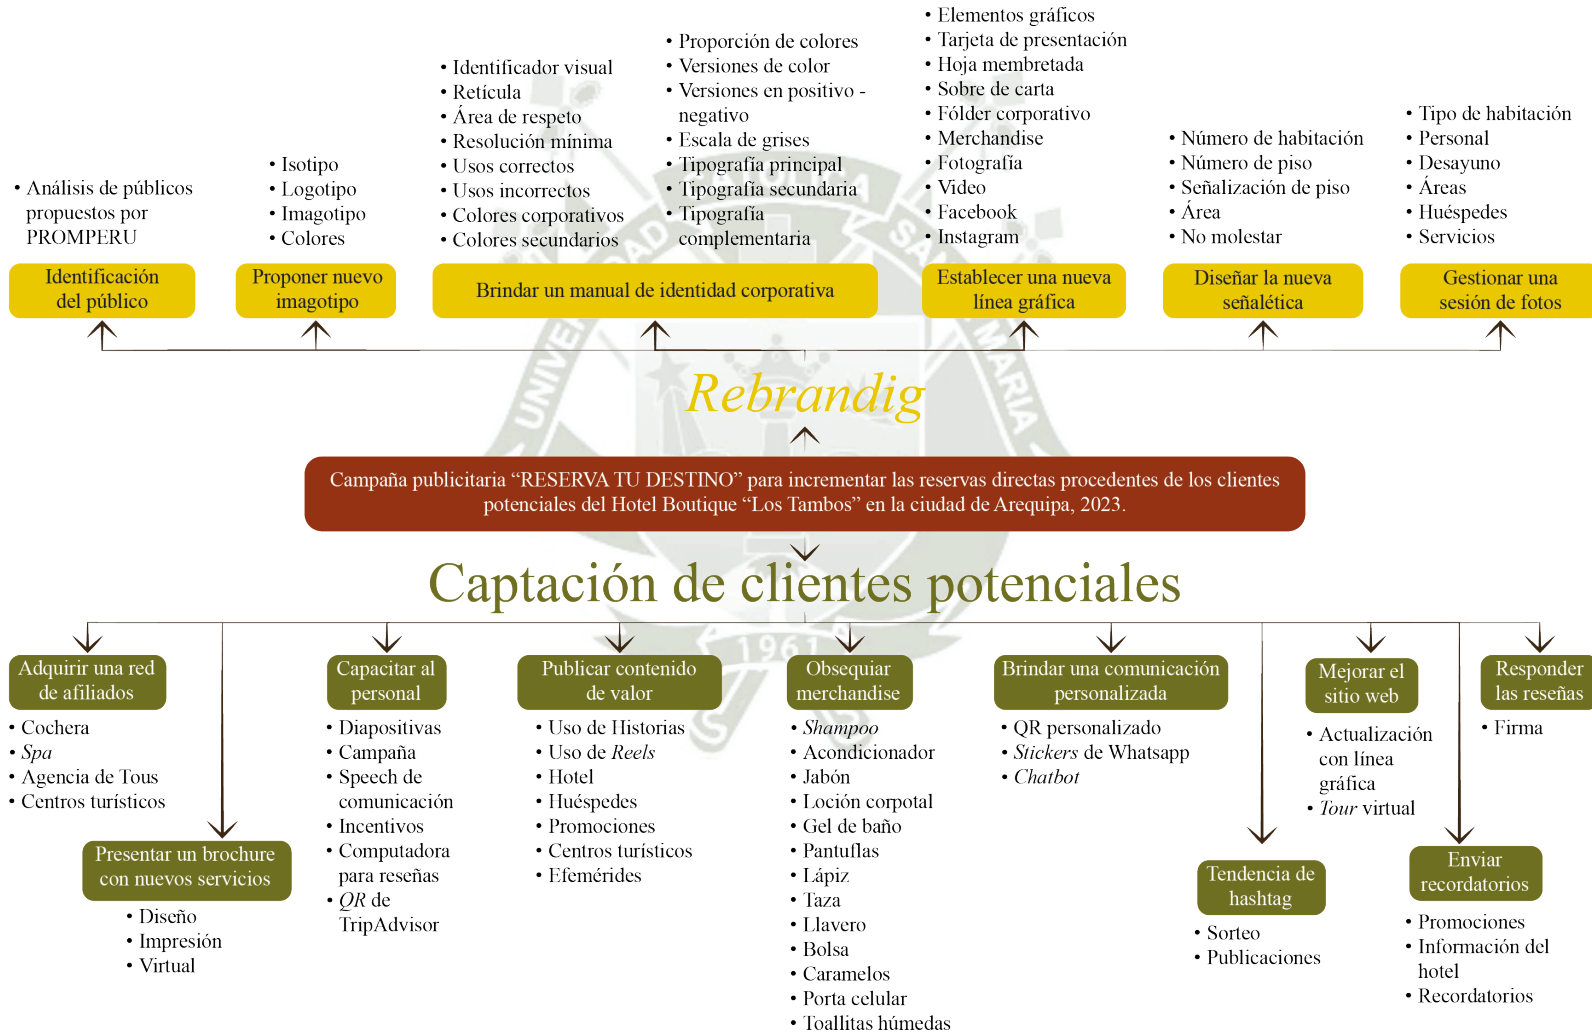 • Análisis de públicos
propuestos por
PROMPERU
Identificación
del público
• Isotipo
• Logotipo
• Imagotipo
• Colores
Proponer nuevo
imagotipo
• Identificador visual
• Retícula
• Área de respeto
• Resolución mínima
• Usos correctos
• Usos incorrectos
• Colores corporativos
• Colores secundarios
• Proporción de colores
• Versiones de color
• Versiones en positivo -
negativo
• Escala de grises
• Tipografía principal
• Tipografía secundaria
• Tipografía
complementaria
Brindar un manual de identidad corporativa
• Elementos gráficos
• Tarjeta de presentación
• Hoja membretada
• Sobre de carta
• Fólder corporativo
• Merchandise
• Fotografía
• Video
• Facebook
• Instagram
Establecer una nueva
línea gráfica
• Número de habitación
• Número de piso
• Señalización de piso
• Área
• No molestar
Diseñar la nueva
señalética
• Tipo de habitación
• Personal
• Desayuno
• Áreas
• Huéspedes
• Servicios
Gestionar una
sesión de fotos
Rebrandig
Campaña publicitaria “RESERVA TU DESTINO” para incrementar las reservas directas procedentes de los clientes
potenciales del Hotel Boutique “Los Tambos” en la ciudad de Arequipa, 2023.
Captación de clientes potenciales
Adquirir una red
de afiliados
• Cochera
• Spa
• Agencia de Tous
• Centros turísticos
Presentar un brochure
con nuevos servicios
• Diseño
• Impresión
• Virtual
Capacitar al
personal
• Diapositivas
• Campaña
• Speech de
comunicación
• Incentivos
• Computadora
para reseñas
• QR de
TripAdvisor
Publicar contenido
de valor
• Uso de Historias
• Uso de Reels
• Hotel
• Huéspedes
• Promociones
• Centros turísticos
• Efemérides
Obsequiar
merchandise
• Shampoo
• Acondicionador
• Jabón
• Loción corpotal
• Gel de baño
• Pantuflas
• Lápiz
• Taza
• Llavero
• Bolsa
• Caramelos
• Porta celular
• Toallitas húmedas
Brindar una comunicación
personalizada
• QR personalizado
• Stickers de Whatsapp
• Chatbot
Tendencia de
hashtag
• Sorteo
• Publicaciones
Mejorar el
sitio web
• Actualización
con línea
gráfica
• Tour virtual
Enviar
recordatorios
• Promociones
• Información del
hotel
• Recordatorios
Responder
las reseñas
• Firma
1961